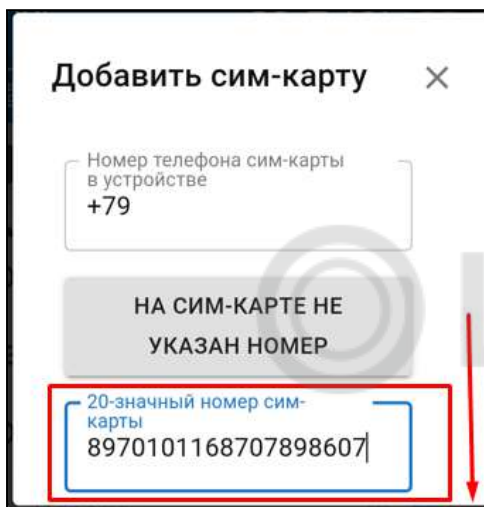 Добавить сим-карту
Номер телефона сим-карты
в устройстве
+79
НА СИМ-КАРТЕ НЕ
УКАЗАН НОМЕР
20-значный номер сим-
карты
8970101168707898607